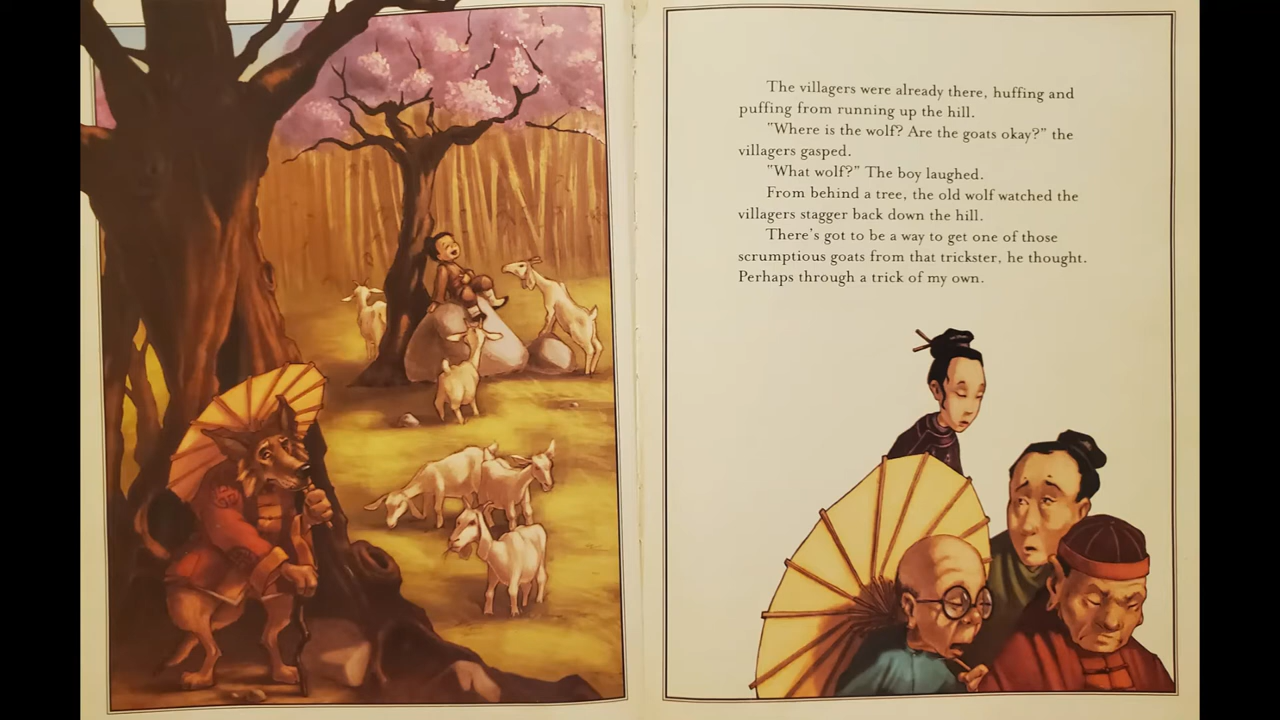 The villagers were already there, huffing and
puffing from running up the hill.
"Where is the wolf? Are the goats okay?" the
villagers gasped.
"What wolf?" The boy laughed.
From behind a tree, the old wolf watched the
villagers stagger back down the hill.
There's got to be a way to get one of those
scrumptious goats from that trickster, he thought.
Perhaps through a trick of my own.